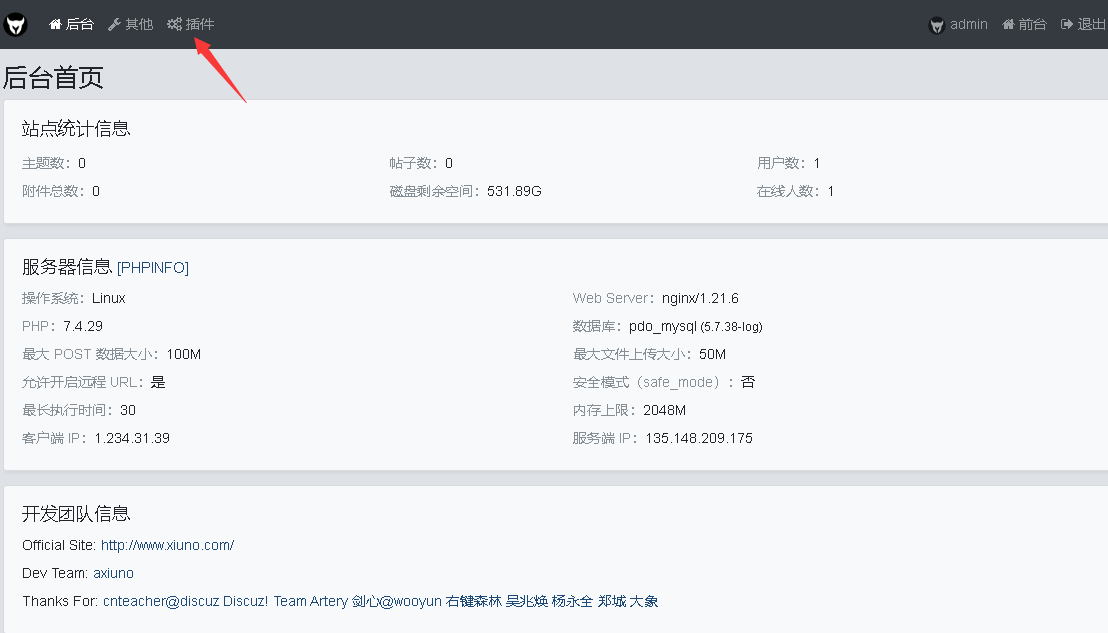 后台 其他 插件 admin 前台 退出
后台首页
站点统计信息
主题数：0 帖子数：0 用户数：1
附件总数：0 磁盘剩余空间：531.89G 在线人数：1
服务器信息 [PHPINFO]
操作系统：Linux Web Server：nginx/1.21.6
PHP：7.4.29 数据库：pdo_mysql (5.7.38-log)
最大 POST 数据大小：100M 最大文件上传大小：50M
允许开启远程 URL：是 安全模式（safe_mode）：否
最长执行时间：30 内存上限：2048M
客户端 IP：1.234.31.39 服务端 IP：135.148.209.175
开发团队信息
Official Site: http://www.xiuno.com/
Dev Team: axiuno
Thanks For: cnteacher@discuz Discuz! Team Artery 剑心@wooyun 右键森林 吴兆焕 杨永全 郑城 大象